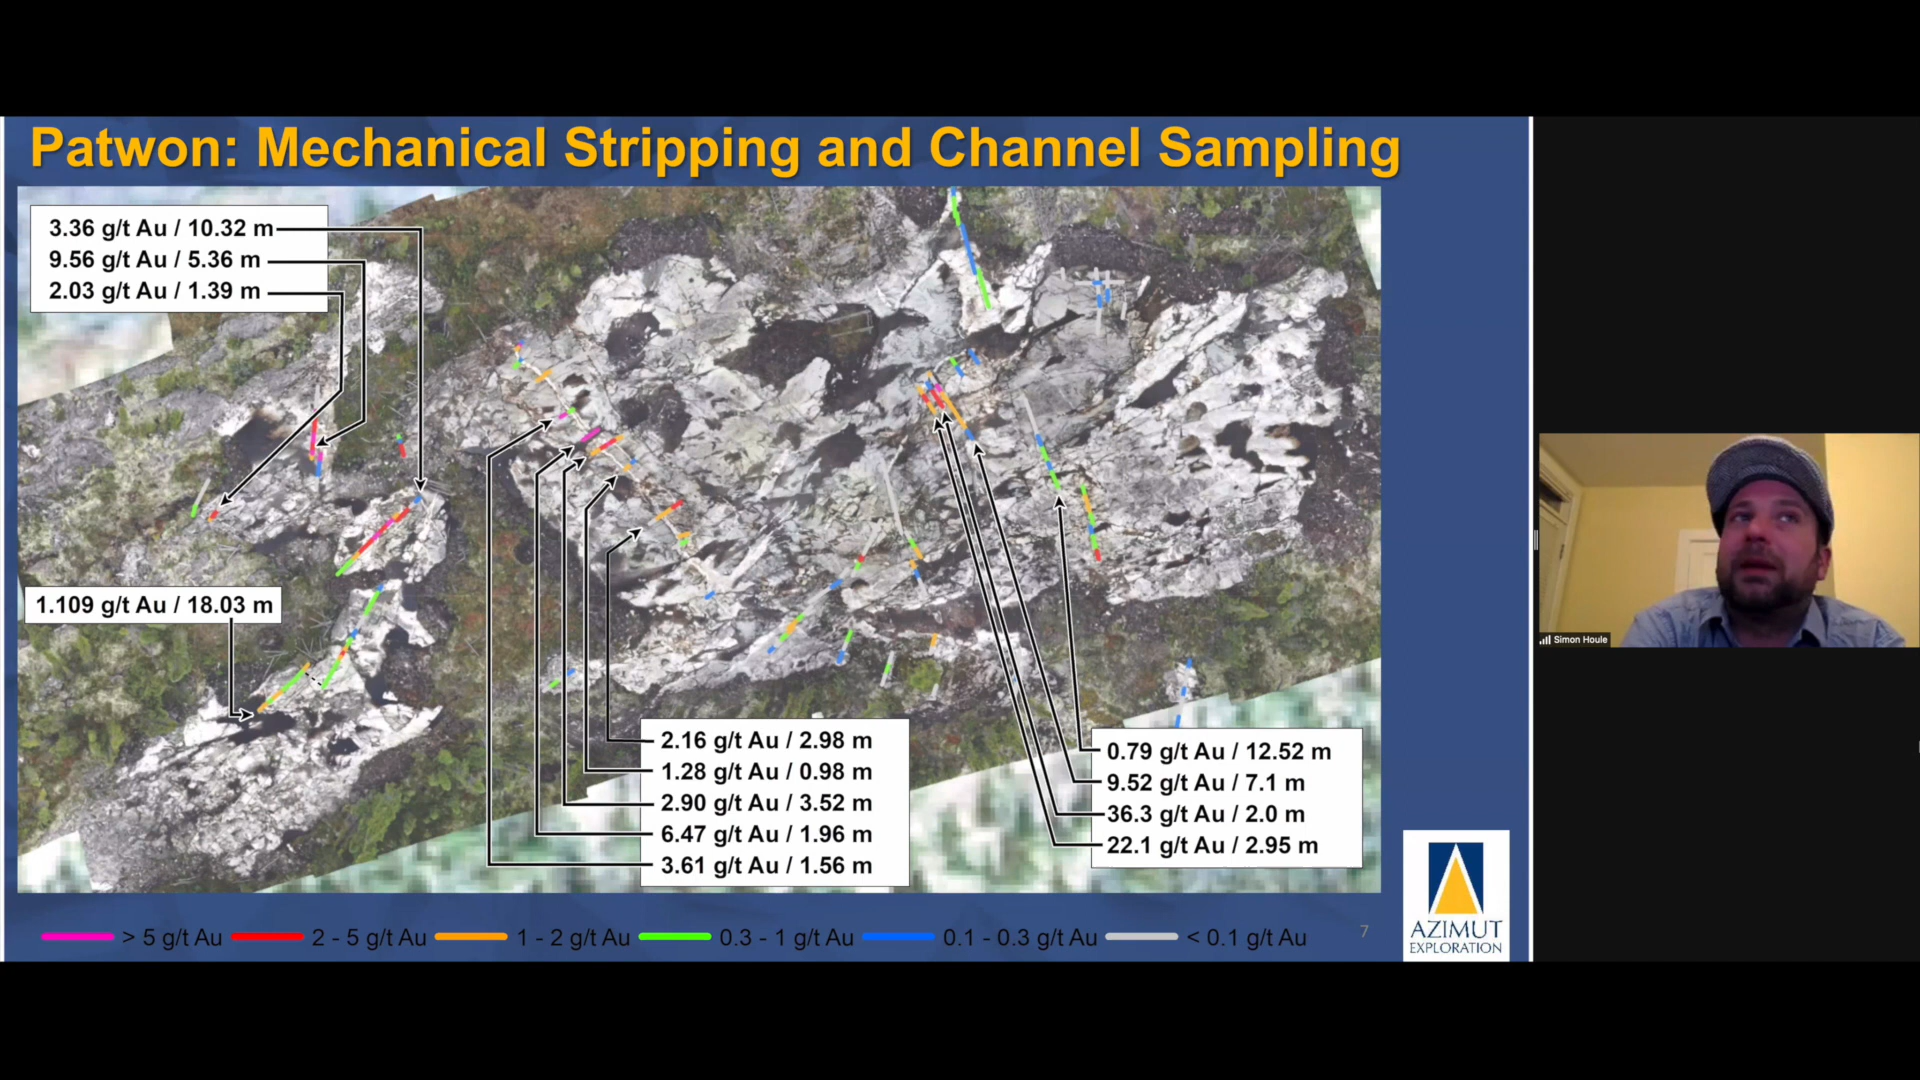 Patwon: Mechanical Stripping and Channel Sampling
3.36 g/t Au / 10.32 m
9.56 g/t Au / 5.36 m
2.03 g/t Au / 1.39 m
1.109 g/t Au / 18.03 m
2.16 g/t Au / 2.98 m
1.28 g/t Au / 0.98 m
2.90 g/t Au / 3.52 m
6.47 g/t Au / 1.96 m
3.61 g/t Au / 1.56 m
0.79 g/t Au / 12.52 m
9.52 g/t Au / 7.1 m
36.3 g/t Au / 2.0 m
22.1 g/t Au / 2.95 m
> 5 g/t Au 2 - 5 g/t Au 1 - 2 g/t Au 0.3 - 1 g/t Au 0.1 - 0.3 g/t Au < 0.1 g/t Au
7
AZIMUT
EXPLORATION
Simon Houle